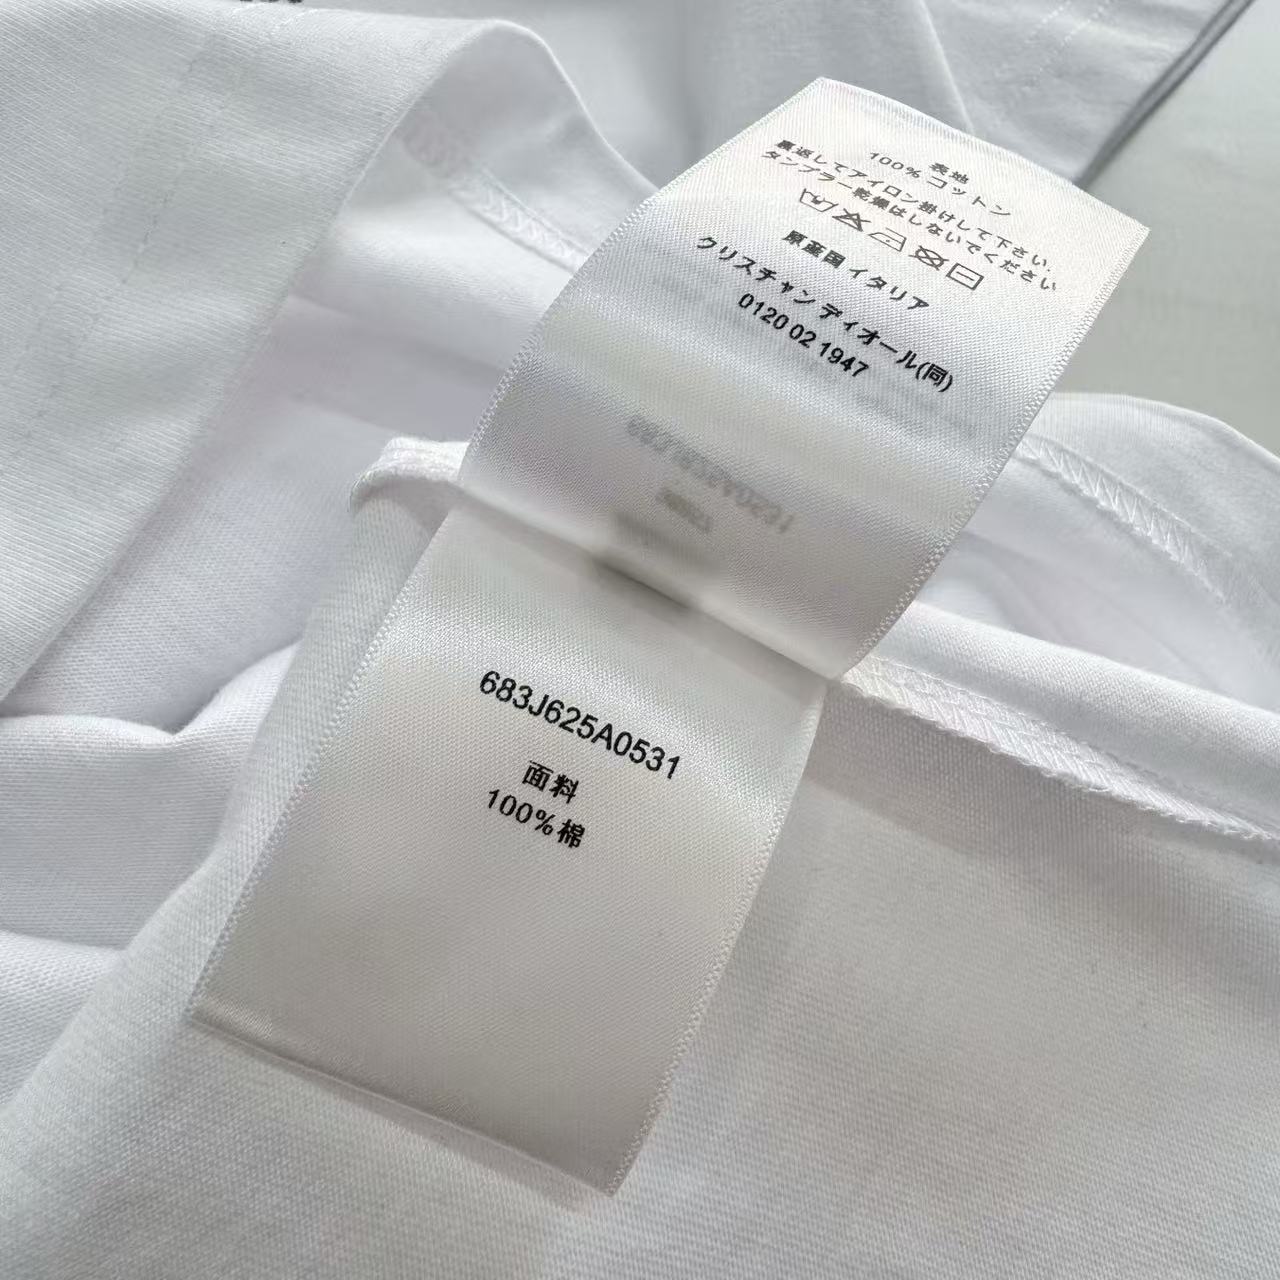 表地
100% コットン
裏返してアイロン掛けして下さい.
タンブラー乾燥はしないでください
原産国 イタリア
クリスチャン ディオール(同)
0120 02 1947
683J625A0531
面料
100%棉